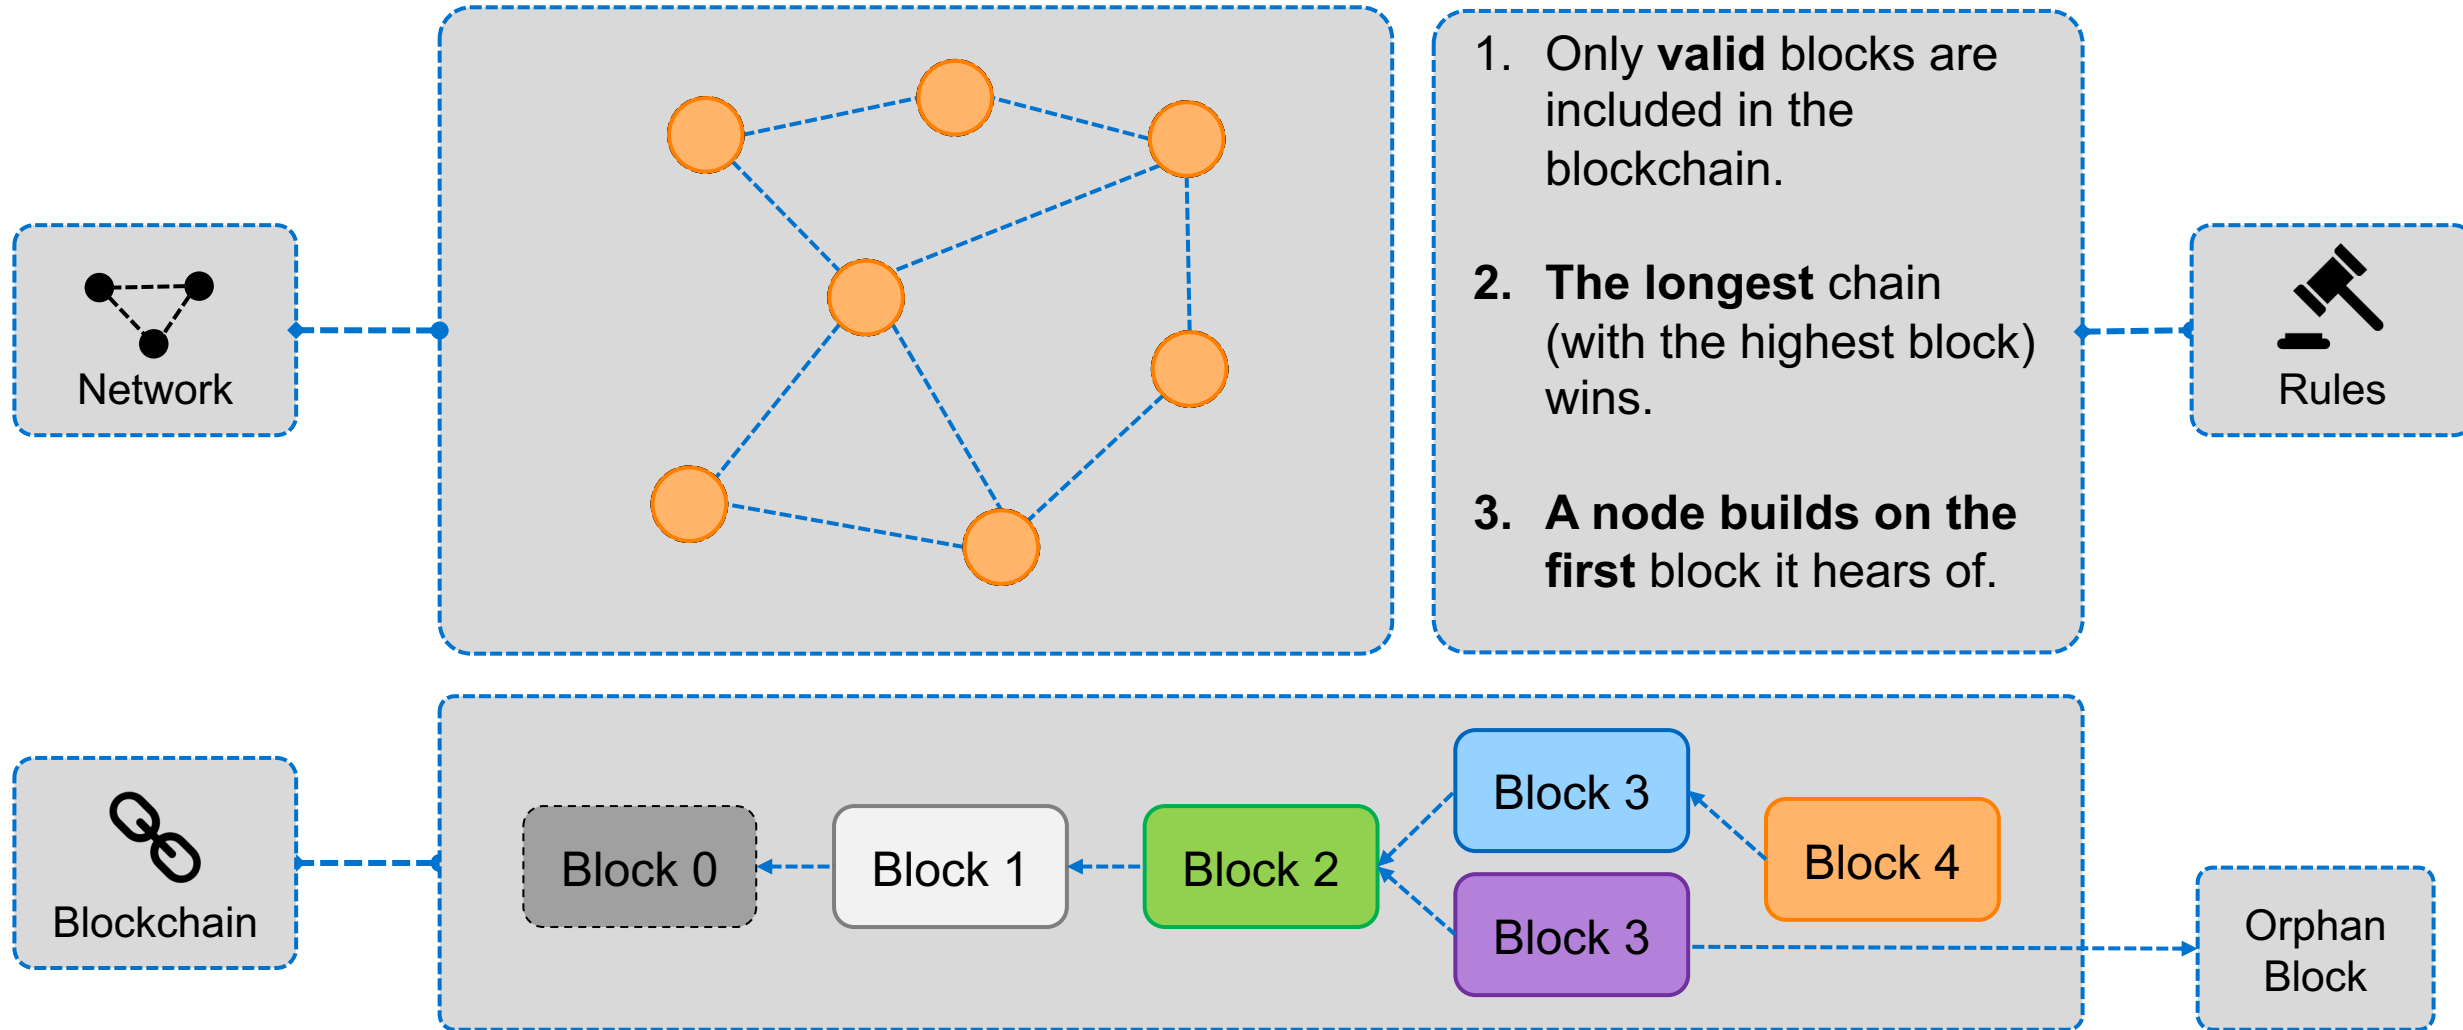 Network
1. Only valid blocks are
included in the
blockchain.
2. The longest chain
(with the highest block)
wins.
3. A node builds on the
first block it hears of.
Rules
Blockchain
Block 0
Block 1
Block 2
Block 3
Block 3
Block 4
Orphan
Block